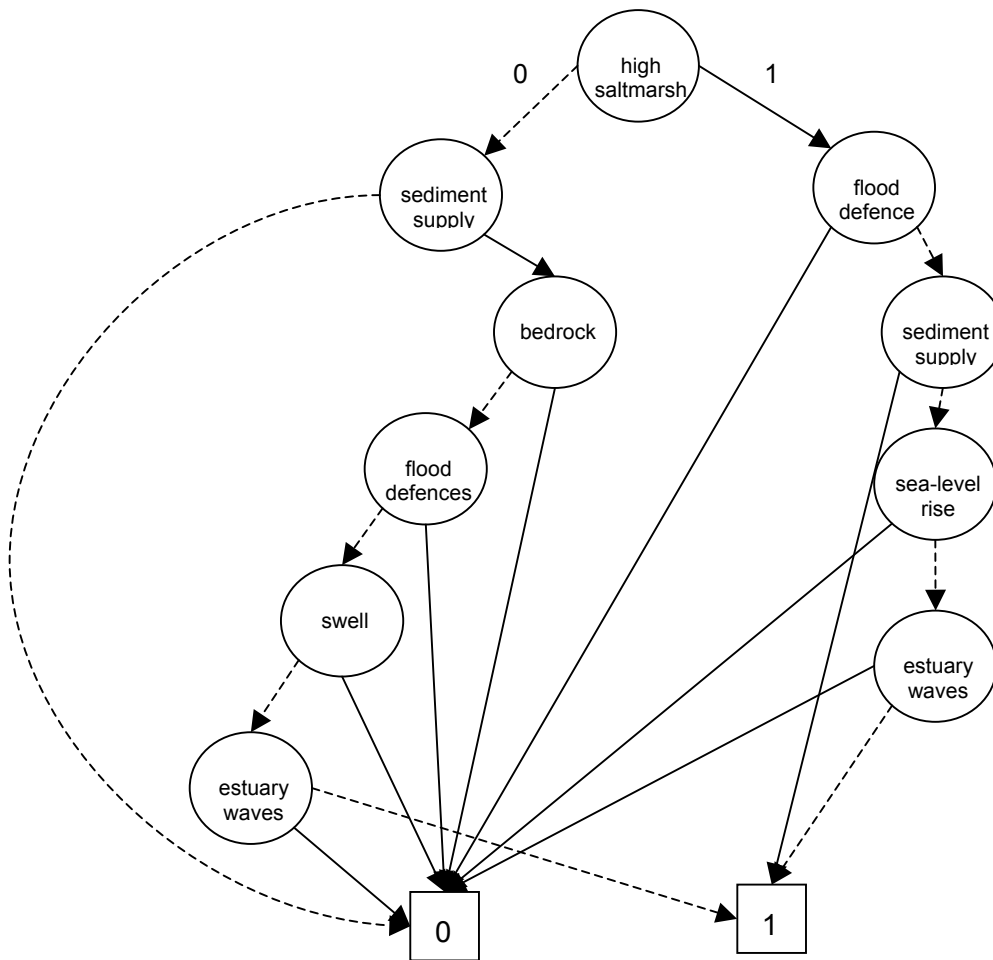 0
high
saltmarsh
1
sediment
supply
flood
defence
bedrock
sediment
supply
flood
defences
sea-level
rise
swell
estuary
waves
estuary
waves
0
1